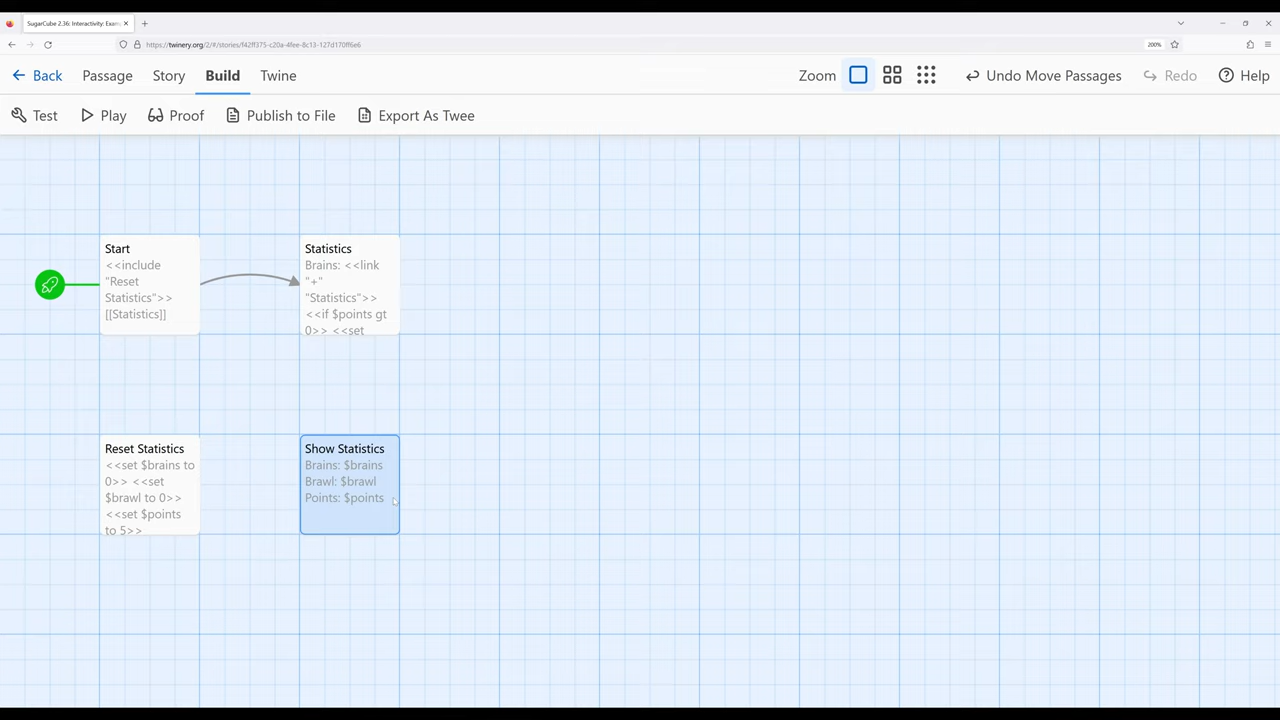 SugarCube 2.36: Interactivity: Exam
https://twinery.org/2/#/stories/f42ff375-c20a-4fee-8c13-127d170ff6e6
200%
Back
Passage
Story
Build
Twine
Zoom
Undo Move Passages
Redo
Help
Test
Play
Proof
Publish to File
Export As Twee
Start
<<include
"Reset
Statistics">>
[[Statistics]]
Statistics
Brains: <<link
"+"
"Statistics">>
<<if $points gt
0>> <<set
Reset Statistics
<<set $brains to
0>> <<set
$brawl to 0>>
<<set $points
to 5>>
Show Statistics
Brains: $brains
Brawl: $brawl
Points: $points